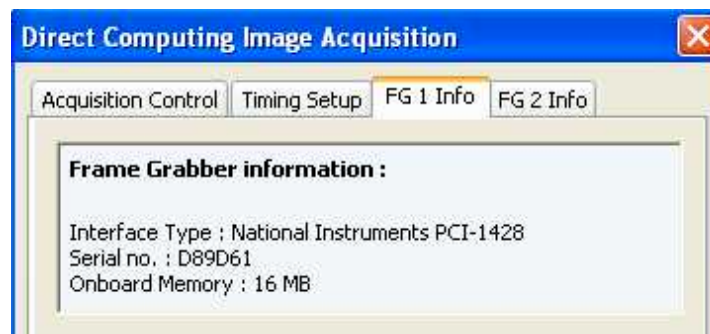 Direct Computing Image Acquisition
Acquisition Control Timing Setup FG 1 Info FG 2 Info
Frame Grabber information :
Interface Type : National Instruments PCI-1428
Serial no. : D89D61
Onboard Memory : 16 MB